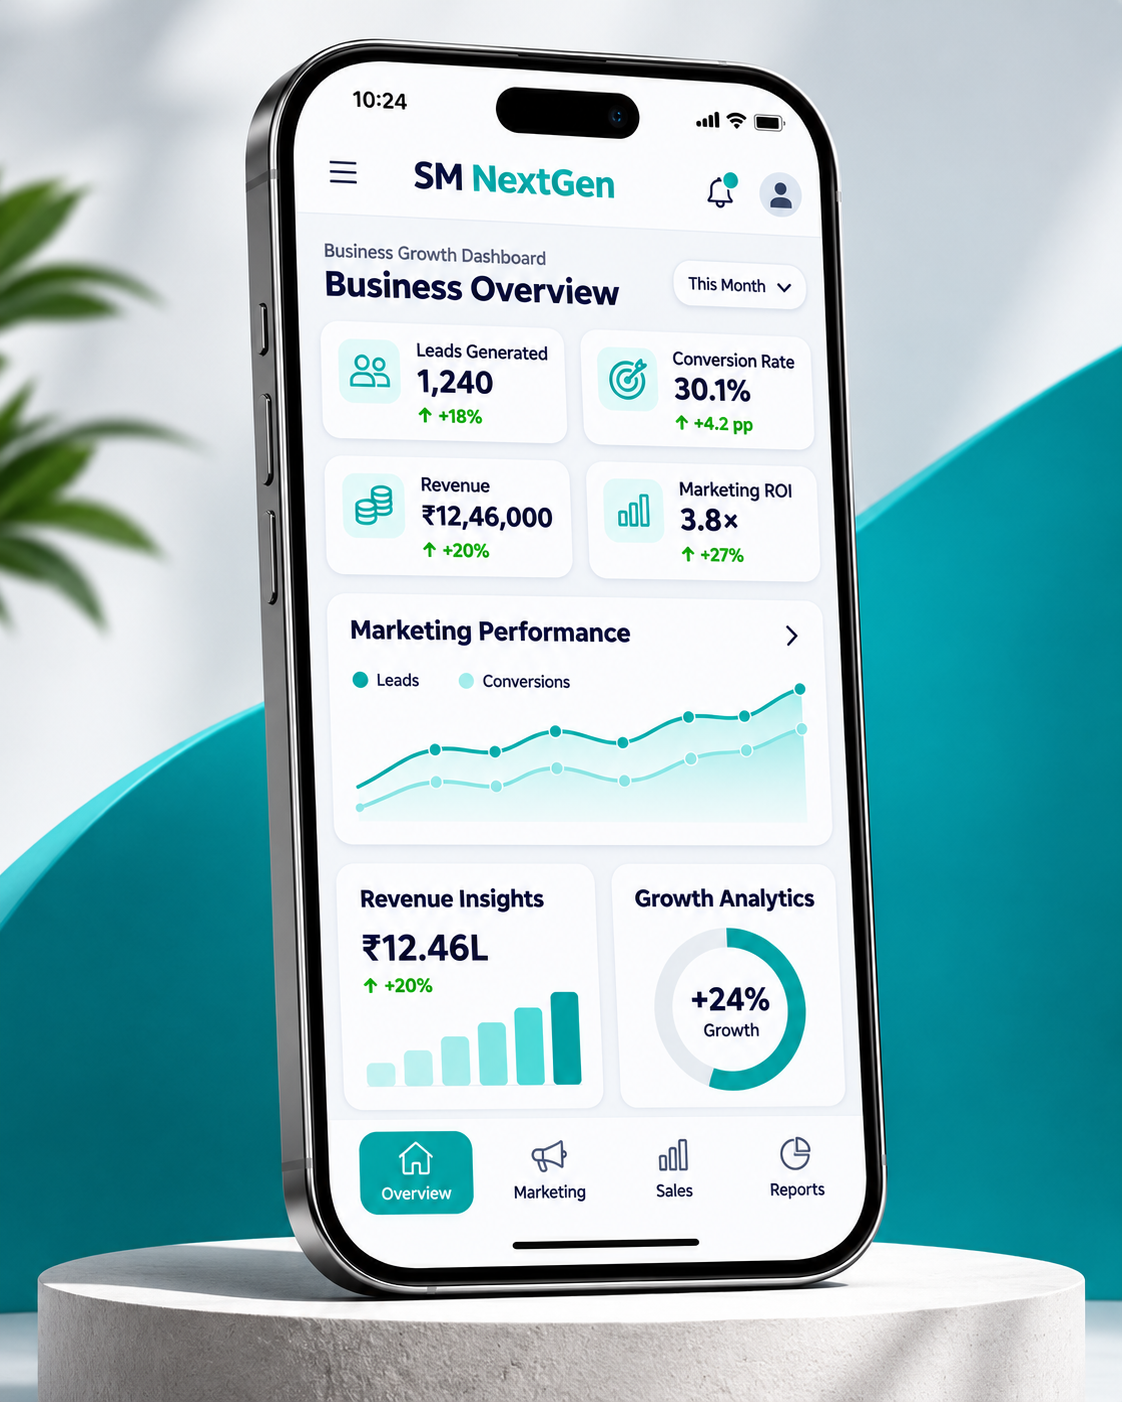 10:24
SM NextGen
Business Growth Dashboard
Business Overview
This Month
Leads Generated
1,240
↑ +18%
Conversion Rate
30.1%
↑ +4.2 pp
Revenue
₹12,46,000
↑ +20%
Marketing ROI
3.8×
↑ +27%
Marketing Performance
Leads
Conversions
Revenue Insights
₹12.46L
↑ +20%
Growth Analytics
+24%
Growth
Overview
Marketing
Sales
Reports